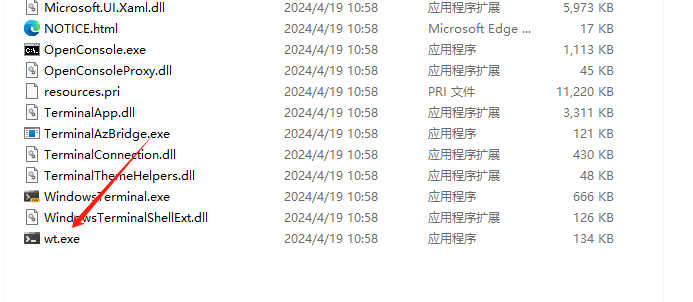 Microsoft.UI.Xaml.dll 2024/4/19 10:58 应用程序扩展 5,973 KB
NOTICE.html 2024/4/19 10:58 Microsoft Edge ... 17 KB
OpenConsole.exe 2024/4/19 10:58 应用程序 1,113 KB
OpenConsoleProxy.dll 2024/4/19 10:58 应用程序扩展 45 KB
resources.pri 2024/4/19 10:58 PRI 文件 11,220 KB
TerminalApp.dll 2024/4/19 10:58 应用程序扩展 3,311 KB
TerminalAzBridge.exe 2024/4/19 10:58 应用程序 121 KB
TerminalConnection.dll 2024/4/19 10:58 应用程序扩展 430 KB
TerminalThemeHelpers.dll 2024/4/19 10:58 应用程序扩展 48 KB
WindowsTerminal.exe 2024/4/19 10:58 应用程序 666 KB
WindowsTerminalShellExt.dll 2024/4/19 10:58 应用程序扩展 126 KB
wt.exe 2024/4/19 10:58 应用程序 134 KB